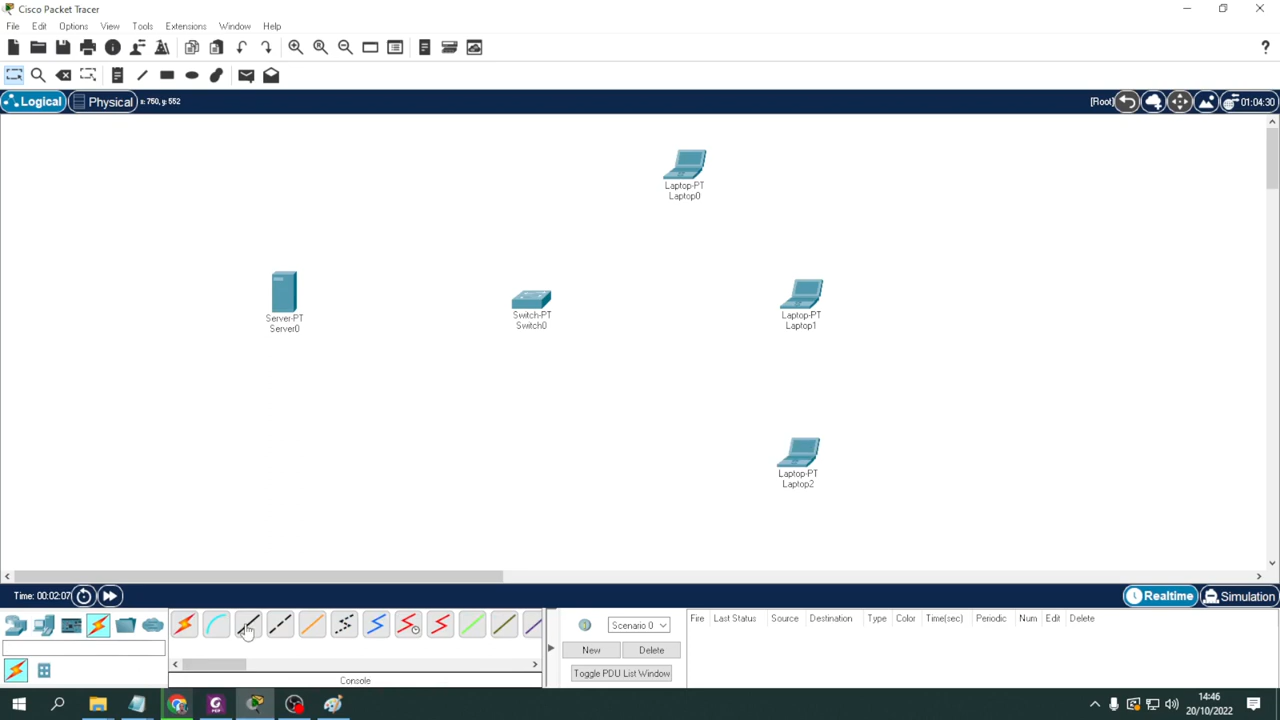 Cisco Packet Tracer
File Edit Options View Tools Extensions Window Help
?
Logical Physical x: 750, y: 552 [Root] 01:04:30
Laptop-PT
Laptop0
Server-PT
Server0
Switch-PT
Switch0
Laptop-PT
Laptop1
Laptop-PT
Laptop2
Time: 00:02:07 Realtime Simulation
Scenario 0
New Delete
Toggle PDU List Window
Fire Last Status Source Destination Type Color Time(sec) Periodic Num Edit Delete
Console
14:46
20/10/2022